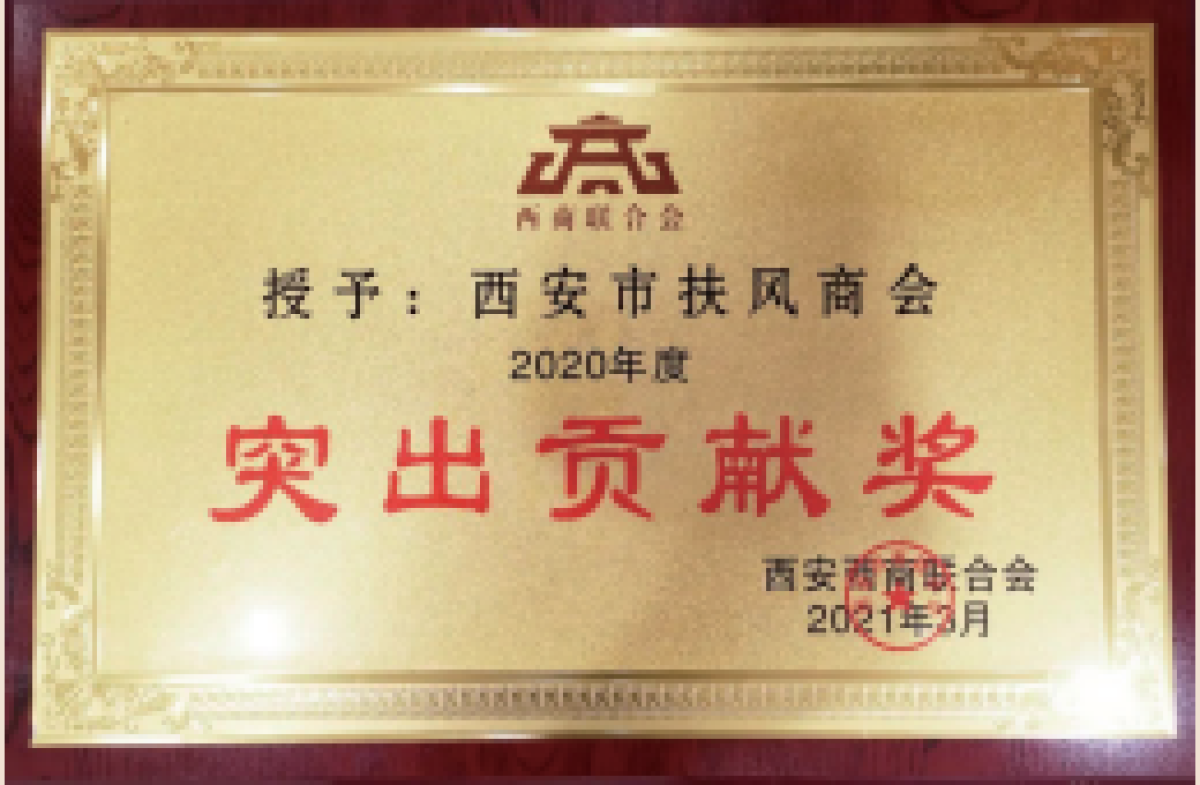 西商联合会
授予：西安市扶风商会
2020年度
突出贡献奖
西安西商联合会
2021年3月